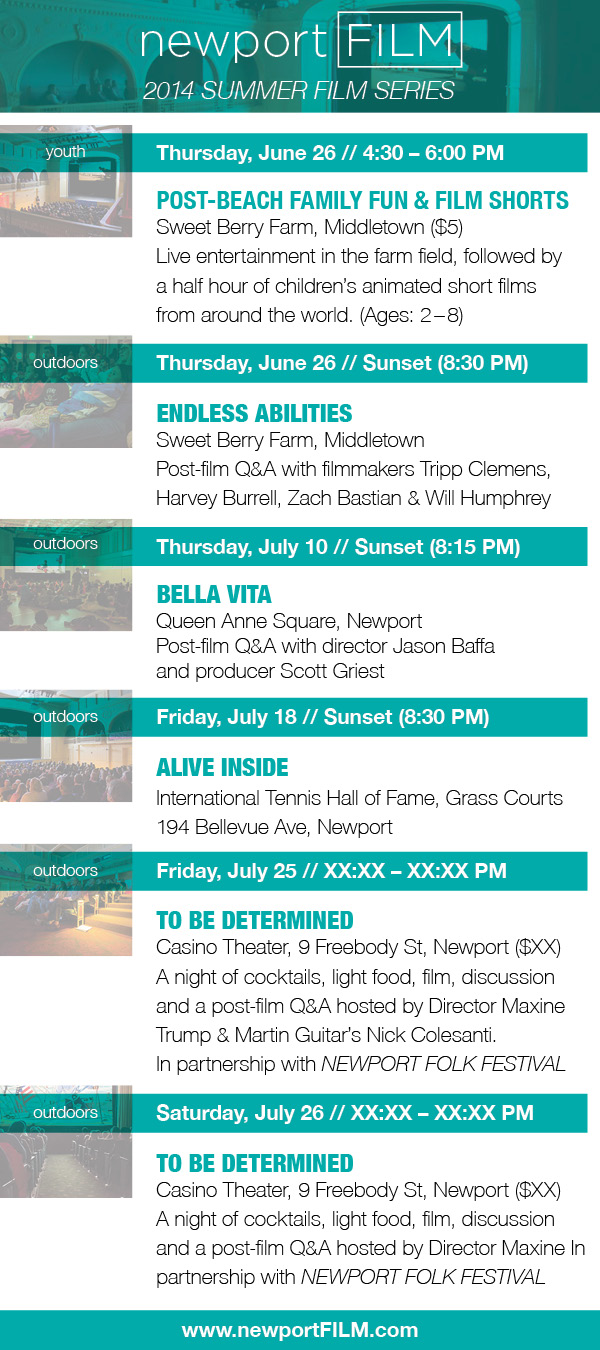 newport FILM
2014 SUMMER FILM SERIES
youth
Thursday, June 26 // 4:30 – 6:00 PM
POST-BEACH FAMILY FUN & FILM SHORTS
Sweet Berry Farm, Middletown ($5)
Live entertainment in the farm field, followed by
a half hour of children's animated short films
from around the world. (Ages: 2–8)
outdoors
Thursday, June 26 // Sunset (8:30 PM)
ENDLESS ABILITIES
Sweet Berry Farm, Middletown
Post-film Q&A with filmmakers Tripp Clemens,
Harvey Burrell, Zach Bastian & Will Humphrey
outdoors
Thursday, July 10 // Sunset (8:15 PM)
BELLA VITA
Queen Anne Square, Newport
Post-film Q&A with director Jason Baffa
and producer Scott Griest
outdoors
Friday, July 18 // Sunset (8:30 PM)
ALIVE INSIDE
International Tennis Hall of Fame, Grass Courts
194 Bellevue Ave, Newport
outdoors
Friday, July 25 // XX:XX – XX:XX PM
TO BE DETERMINED
Casino Theater, 9 Freebody St, Newport ($XX)
A night of cocktails, light food, film, discussion
and a post-film Q&A hosted by Director Maxine
Trump & Martin Guitar's Nick Colesanti.
In partnership with NEWPORT FOLK FESTIVAL
outdoors
Saturday, July 26 // XX:XX – XX:XX PM
TO BE DETERMINED
Casino Theater, 9 Freebody St, Newport ($XX)
A night of cocktails, light food, film, discussion
and a post-film Q&A hosted by Director Maxine In
partnership with NEWPORT FOLK FESTIVAL
www.newportFILM.com